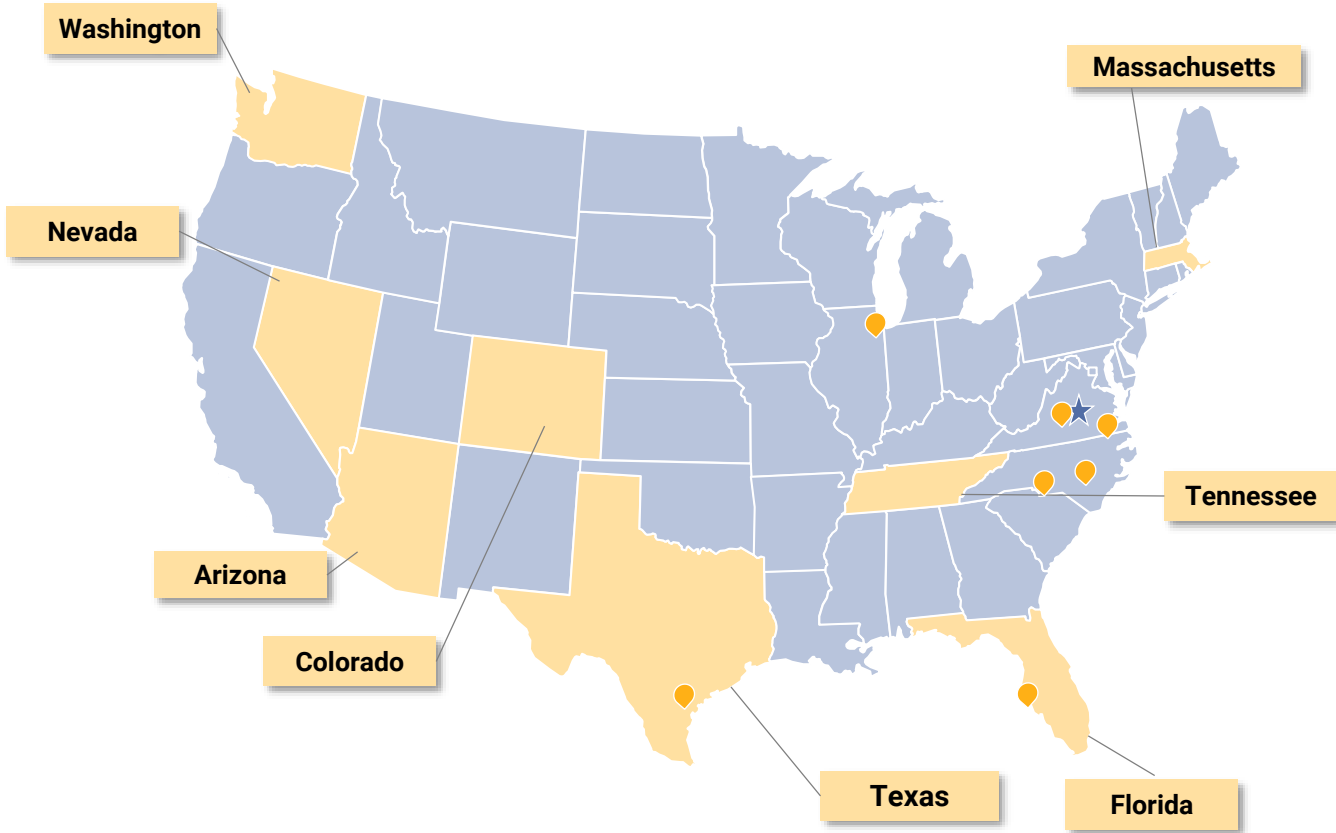 Washington
Massachusetts
Nevada
Tennessee
Arizona
Colorado
Texas
Florida